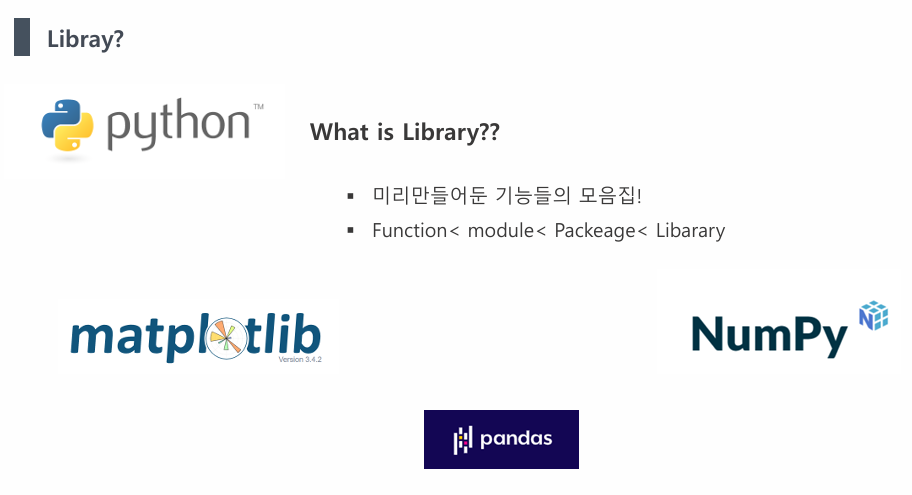 Libray?
python™
What is Library??
▪ 미리만들어둔 기능들의 모음집!
▪ Function< module< Packeage< Libarary
matplotlib
Version 3.4.2
NumPy
pandas